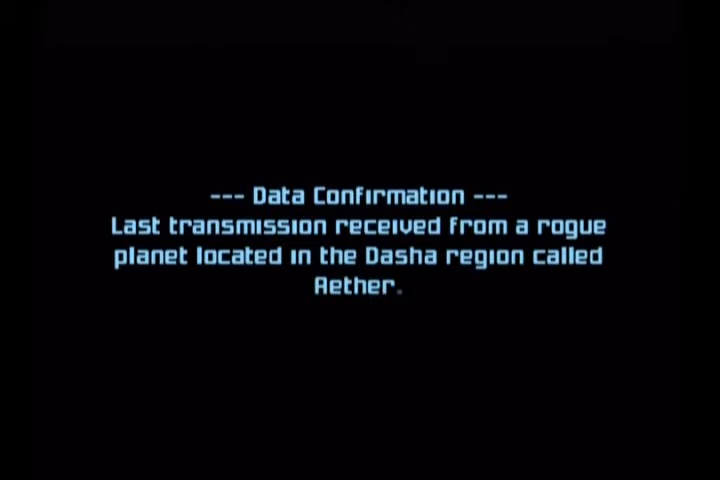 --- Data Confirmation ---
Last transmission received from a rogue
planet located in the Dasha region called
Aether.